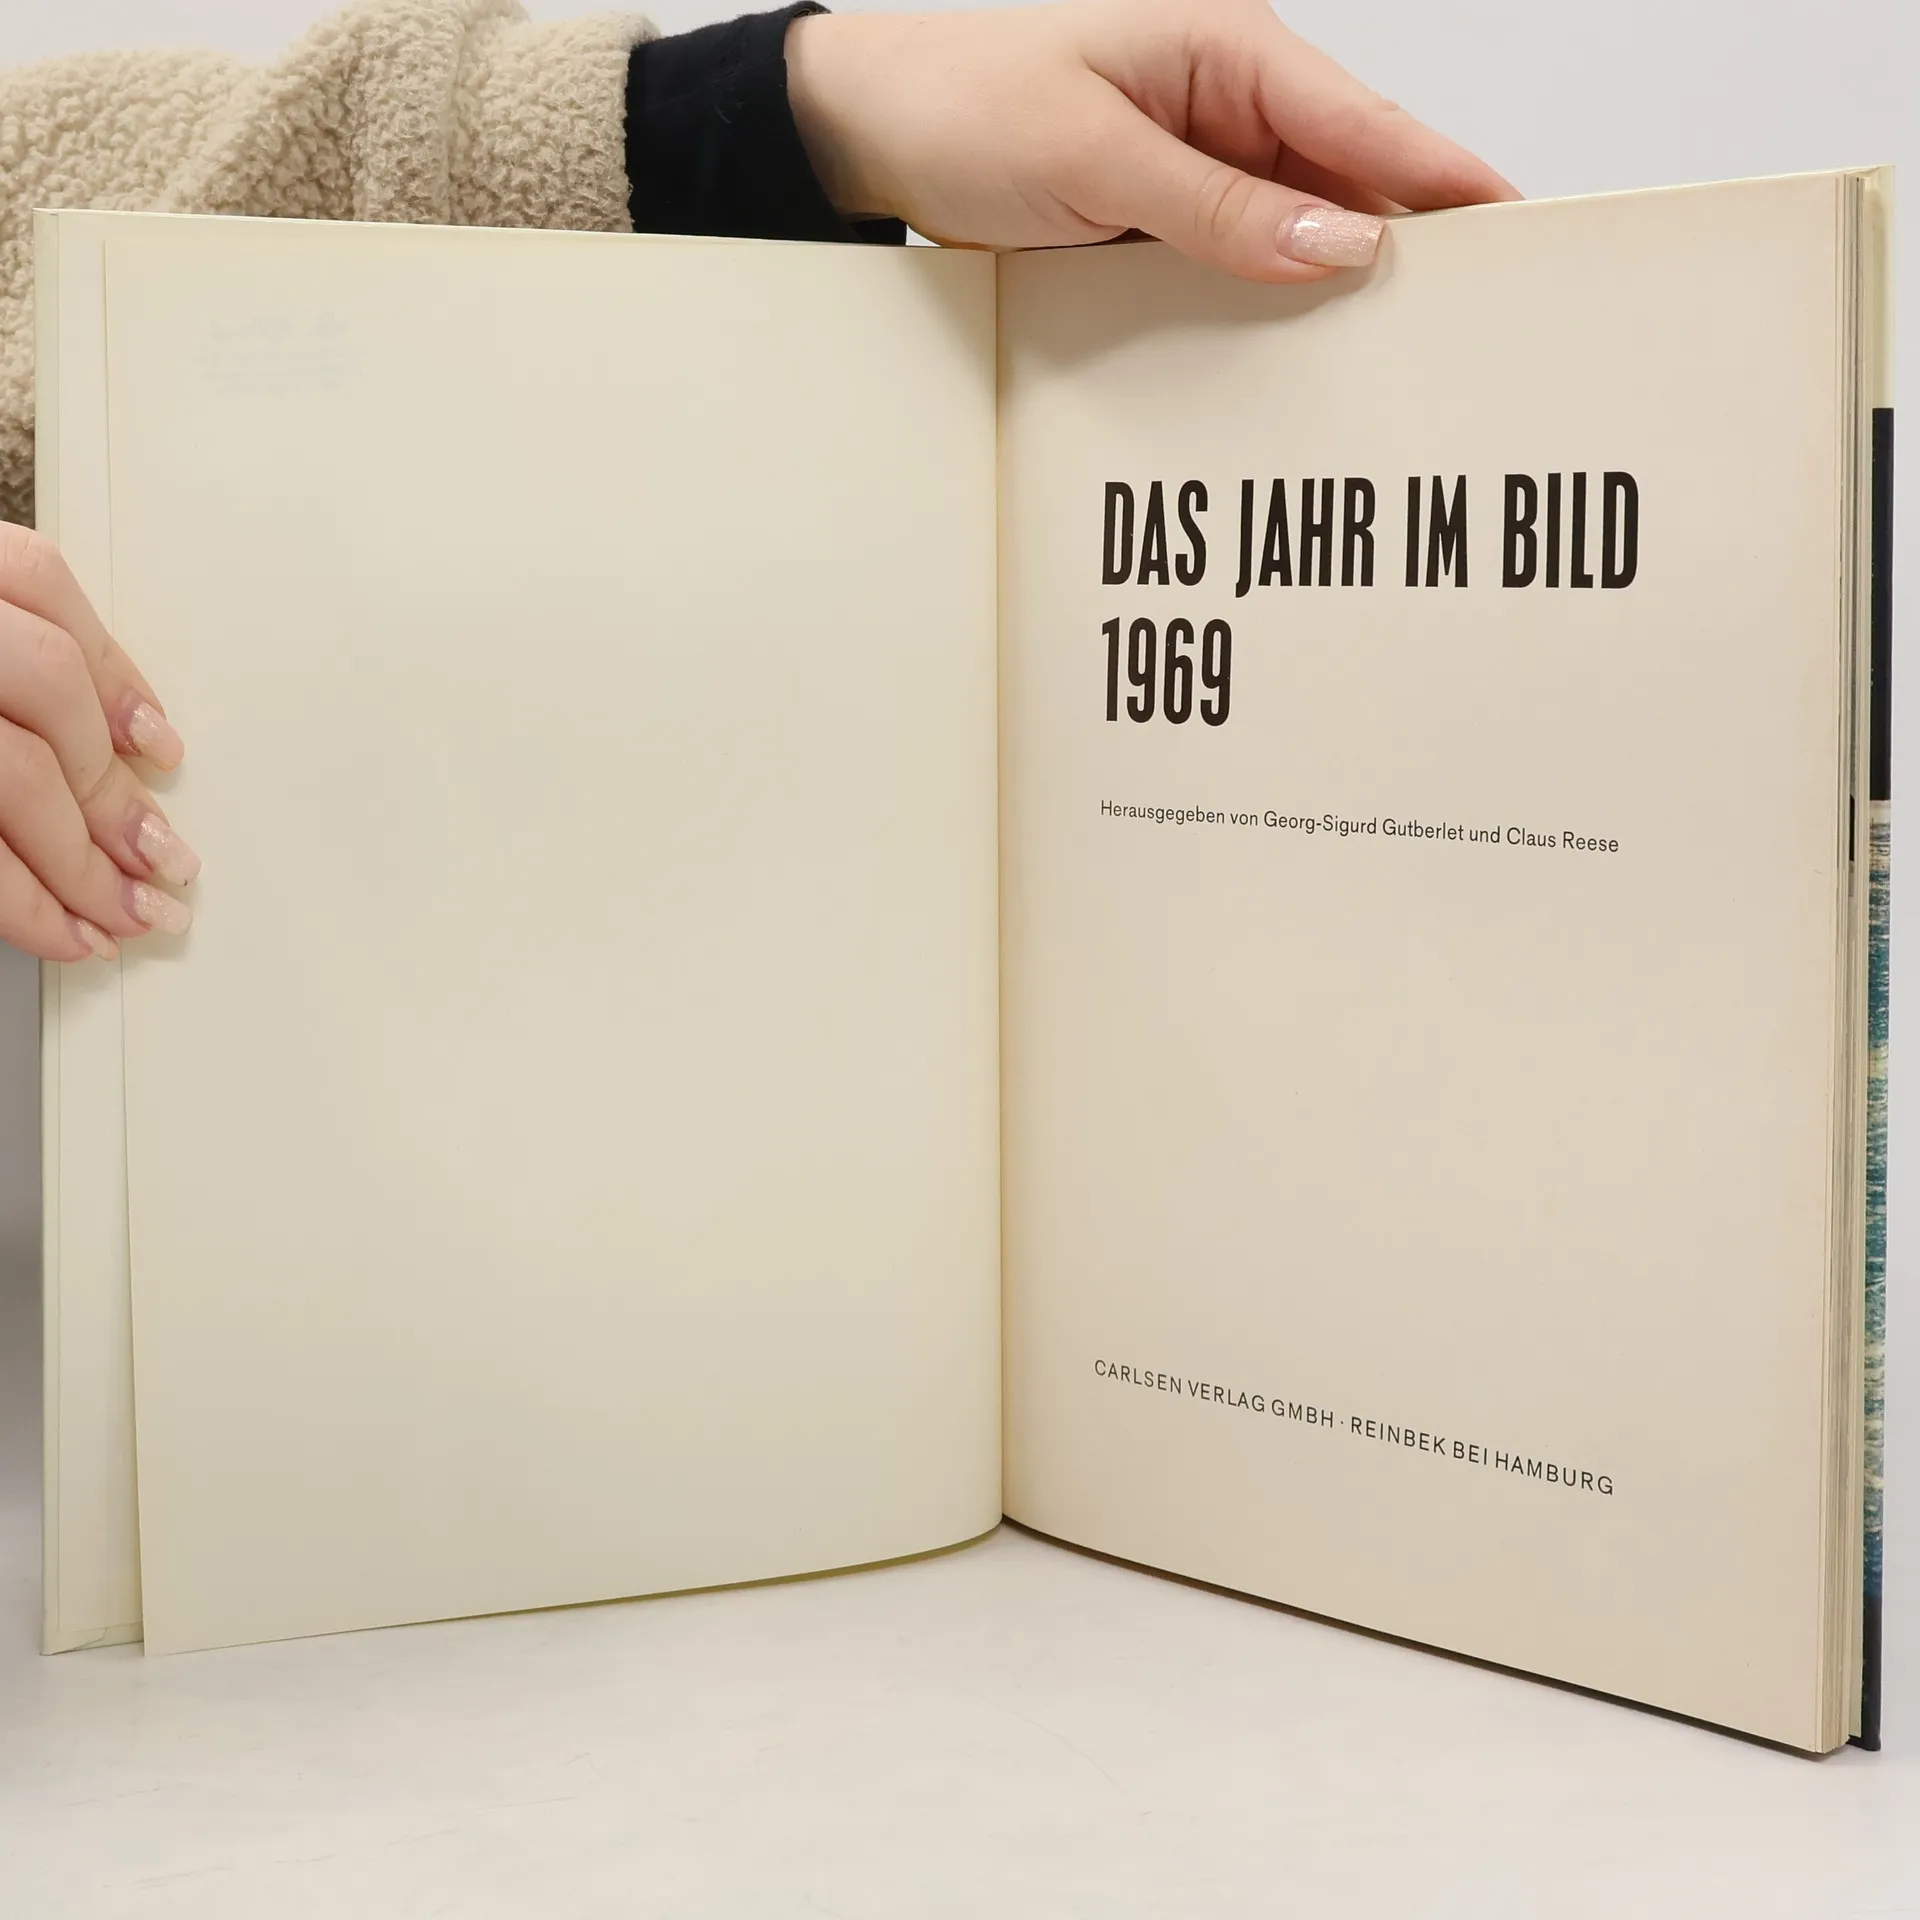 DAS JAHR IM BILD
1969
Herausgegeben von Georg-Sigurd Gutberlet und Claus Reese
CARLSEN VERLAG GMBH · REINBEK BEI HAMBURG